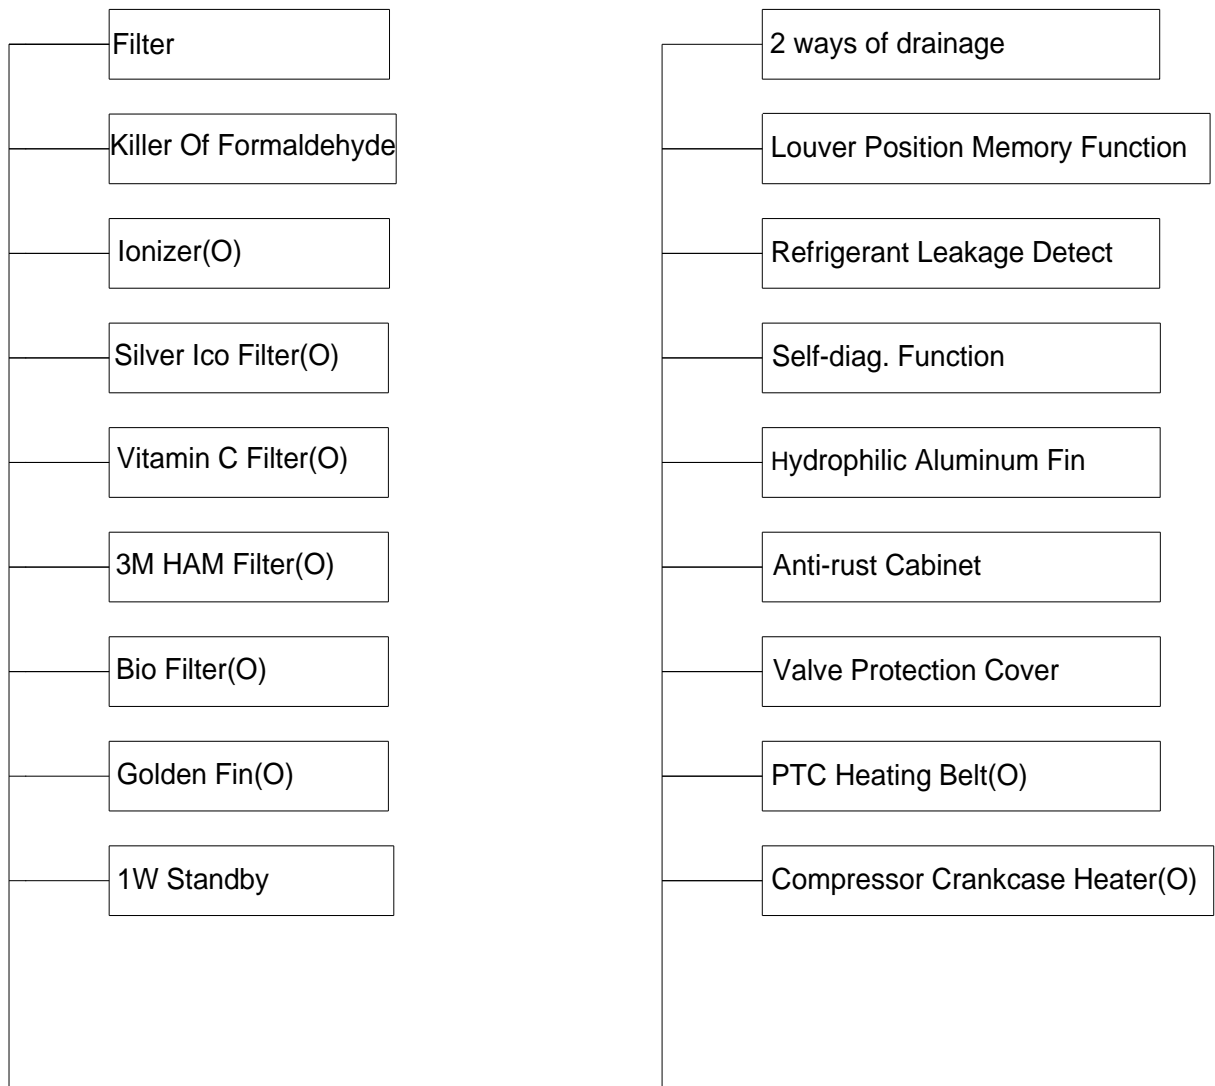 Filter
Killer Of Formaldehyde
Ionizer(O)
Silver Ico Filter(O)
Vitamin C Filter(O)
3M HAM Filter(O)
Bio Filter(O)
Golden Fin(O)
1W Standby
2 ways of drainage
Louver Position Memory Function
Refrigerant Leakage Detect
Self-diag. Function
Hydrophilic Aluminum Fin
Anti-rust Cabinet
Valve Protection Cover
PTC Heating Belt(O)
Compressor Crankcase Heater(O)